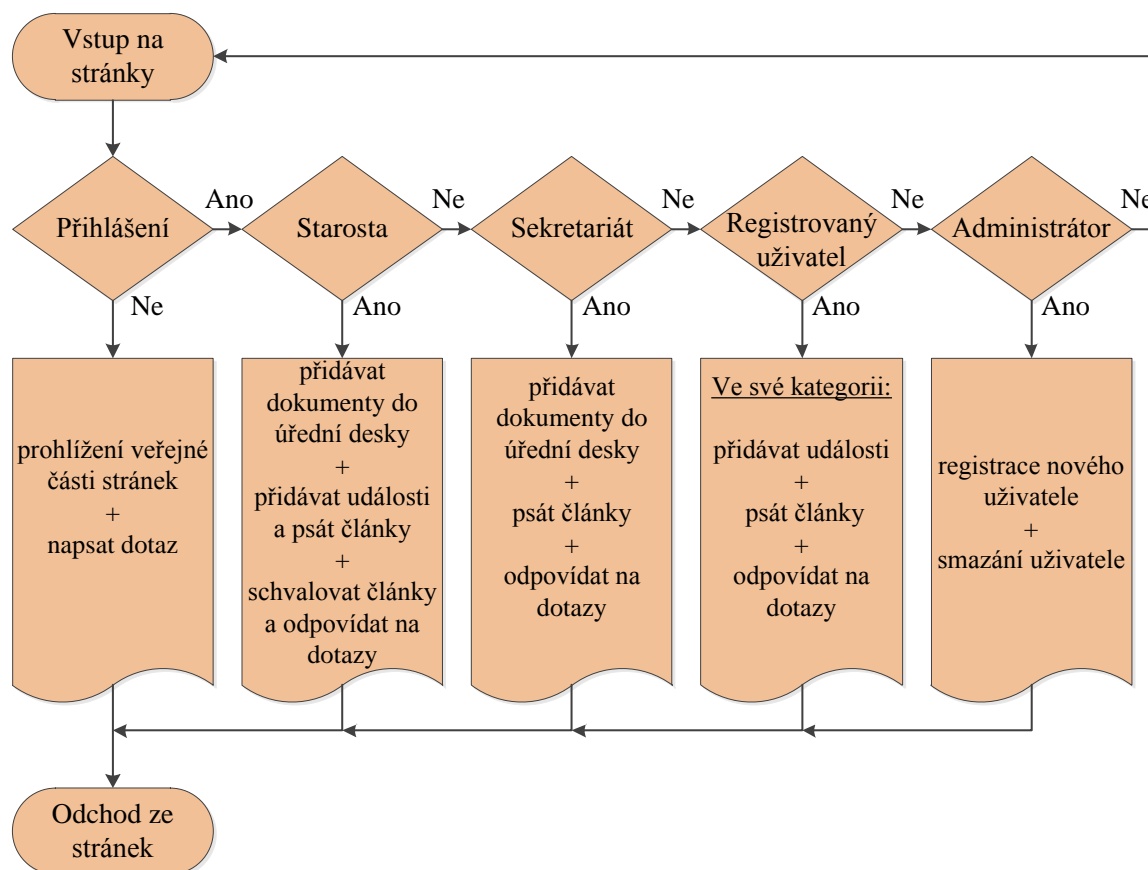 Vstup na
stránky
Přihlášení
Ano
Starosta
Ne
Sekretariát
Ne
Registrovaný
uživatel
Ne
Administrátor
Ne
Ne
Ano
Ano
Ano
Ano
prohlížení veřejné
části stránek
+
napsat dotaz
přidávat
dokumenty do
úřední desky
+
přidávat události
a psát články
+
schvalovat články
a odpovídat na
dotazy
přidávat
dokumenty do
úřední desky
+
psát články
+
odpovídat na
dotazy
Ve své kategorii:
přidávat události
+
psát články
+
odpovídat na
dotazy
registrace nového
uživatele
+
smazání uživatele
Odchod ze
stránek